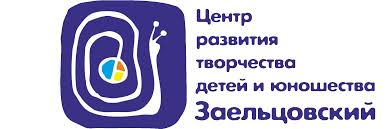 Центр
развития
творчества
детей и юношества
Заельцовский